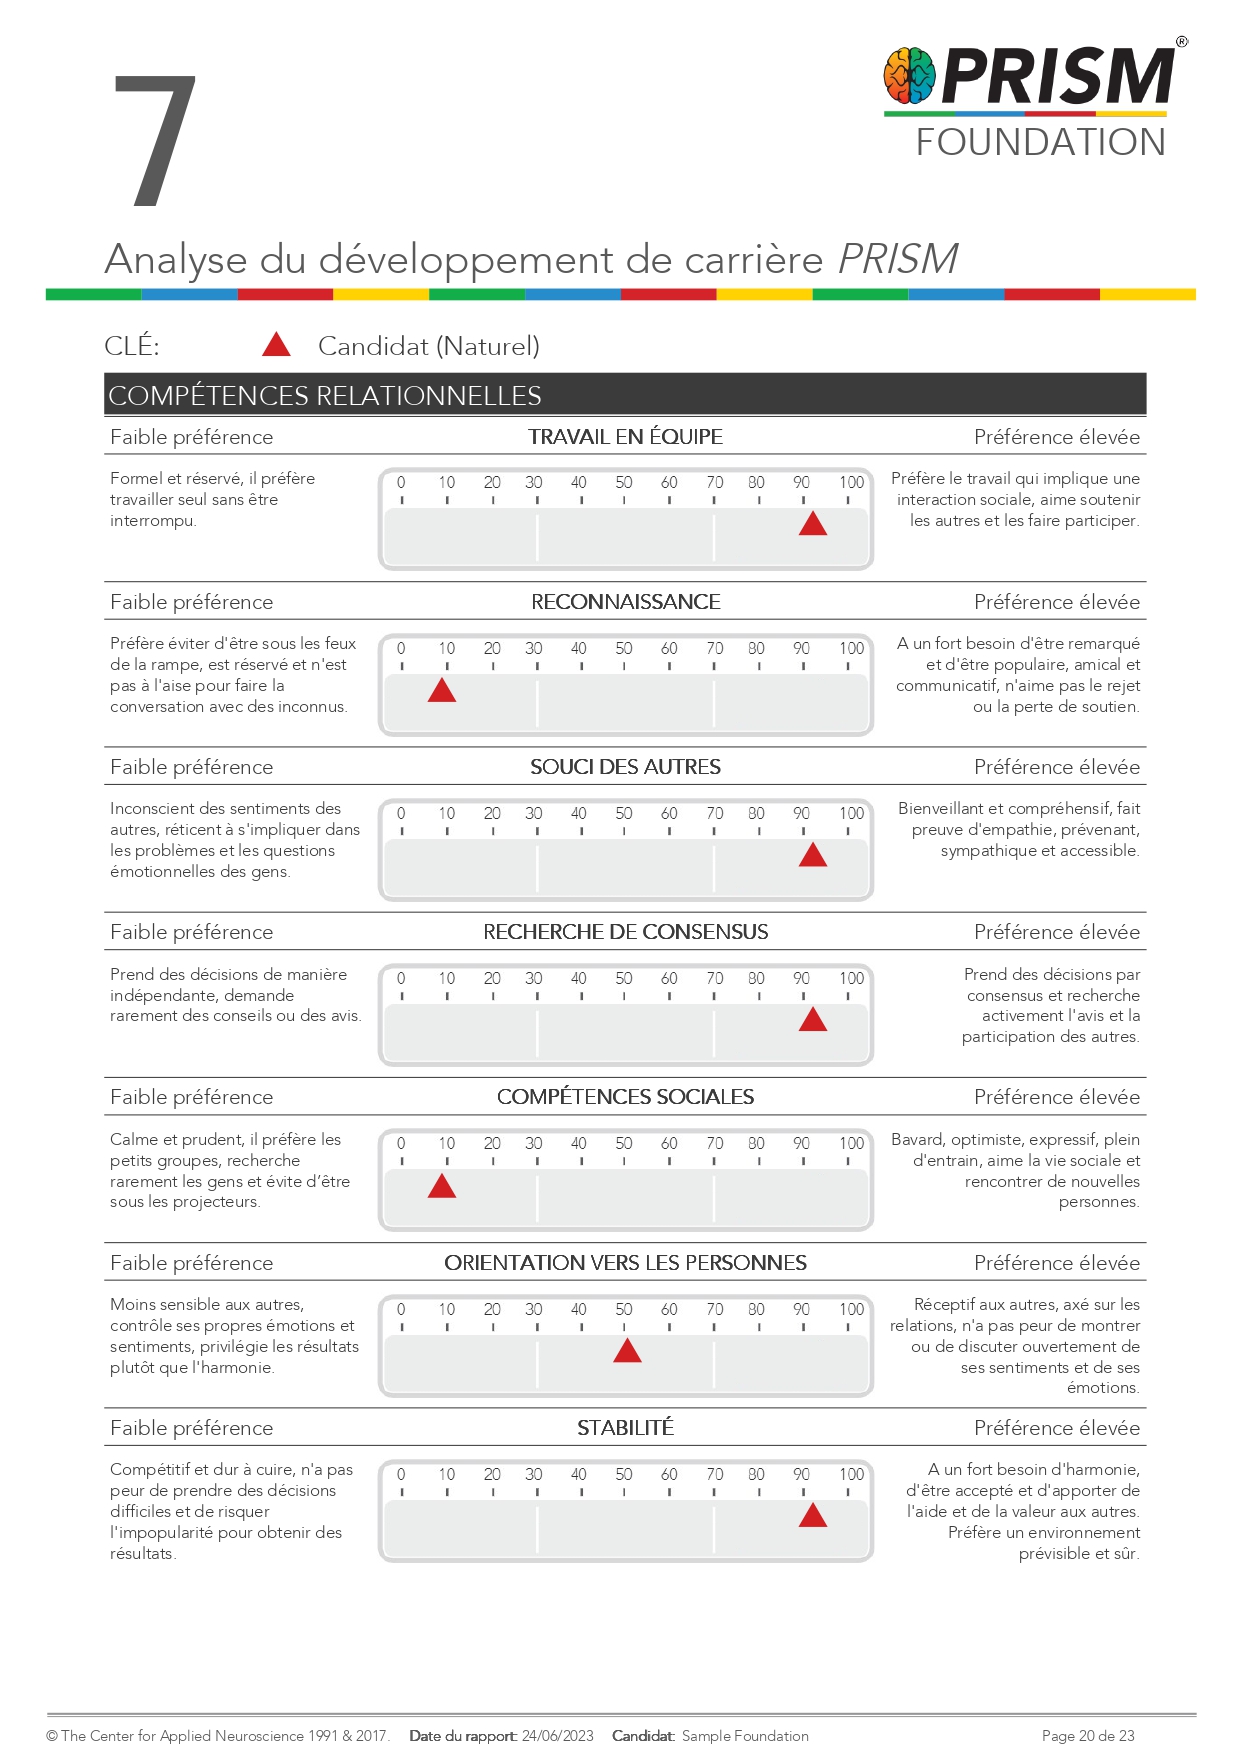 7
PRISM®
FOUNDATION
Analyse du développement de carrière PRISM
CLÉ: Candidat (Naturel)
COMPÉTENCES RELATIONNELLES
Faible préférence TRAVAIL EN ÉQUIPE Préférence élevée
Formel et réservé, il préfère
travailler seul sans être
interrompu.
0 10 20 30 40 50 60 70 80 90 100
Préfère le travail qui implique une
interaction sociale, aime soutenir
les autres et les faire participer.
Faible préférence RECONNAISSANCE Préférence élevée
Préfère éviter d'être sous les feux
de la rampe, est réservé et n'est
pas à l'aise pour faire la
conversation avec des inconnus.
0 10 20 30 40 50 60 70 80 90 100
A un fort besoin d'être remarqué
et d'être populaire, amical et
communicatif, n'aime pas le rejet
ou la perte de soutien.
Faible préférence SOUCI DES AUTRES Préférence élevée
Inconscient des sentiments des
autres, réticent à s'impliquer dans
les problèmes et les questions
émotionnelles des gens.
0 10 20 30 40 50 60 70 80 90 100
Bienveillant et compréhensif, fait
preuve d'empathie, prévenant,
sympathique et accessible.
Faible préférence RECHERCHE DE CONSENSUS Préférence élevée
Prend des décisions de manière
indépendante, demande
rarement des conseils ou des avis.
0 10 20 30 40 50 60 70 80 90 100
Prend des décisions par
consensus et recherche
activement l'avis et la
participation des autres.
Faible préférence COMPÉTENCES SOCIALES Préférence élevée
Calme et prudent, il préfère les
petits groupes, recherche
rarement les gens et évite d’être
sous les projecteurs.
0 10 20 30 40 50 60 70 80 90 100
Bavard, optimiste, expressif, plein
d'entrain, aime la vie sociale et
rencontrer de nouvelles
personnes.
Faible préférence ORIENTATION VERS LES PERSONNES Préférence élevée
Moins sensible aux autres,
contrôle ses propres émotions et
sentiments, privilégie les résultats
plutôt que l'harmonie.
0 10 20 30 40 50 60 70 80 90 100
Réceptif aux autres, axé sur les
relations, n'a pas peur de montrer
ou de discuter ouvertement de
ses sentiments et de ses
émotions.
Faible préférence STABILITÉ Préférence élevée
Compétitif et dur à cuire, n'a pas
peur de prendre des décisions
difficiles et de risquer
l'impopularité pour obtenir des
résultats.
0 10 20 30 40 50 60 70 80 90 100
A un fort besoin d'harmonie,
d'être accepté et d'apporter de
l'aide et de la valeur aux autres.
Préfère un environnement
prévisible et sûr.
© The Center for Applied Neuroscience 1991 & 2017. Date du rapport: 24/06/2023 Candidat: Sample Foundation Page 20 de 23